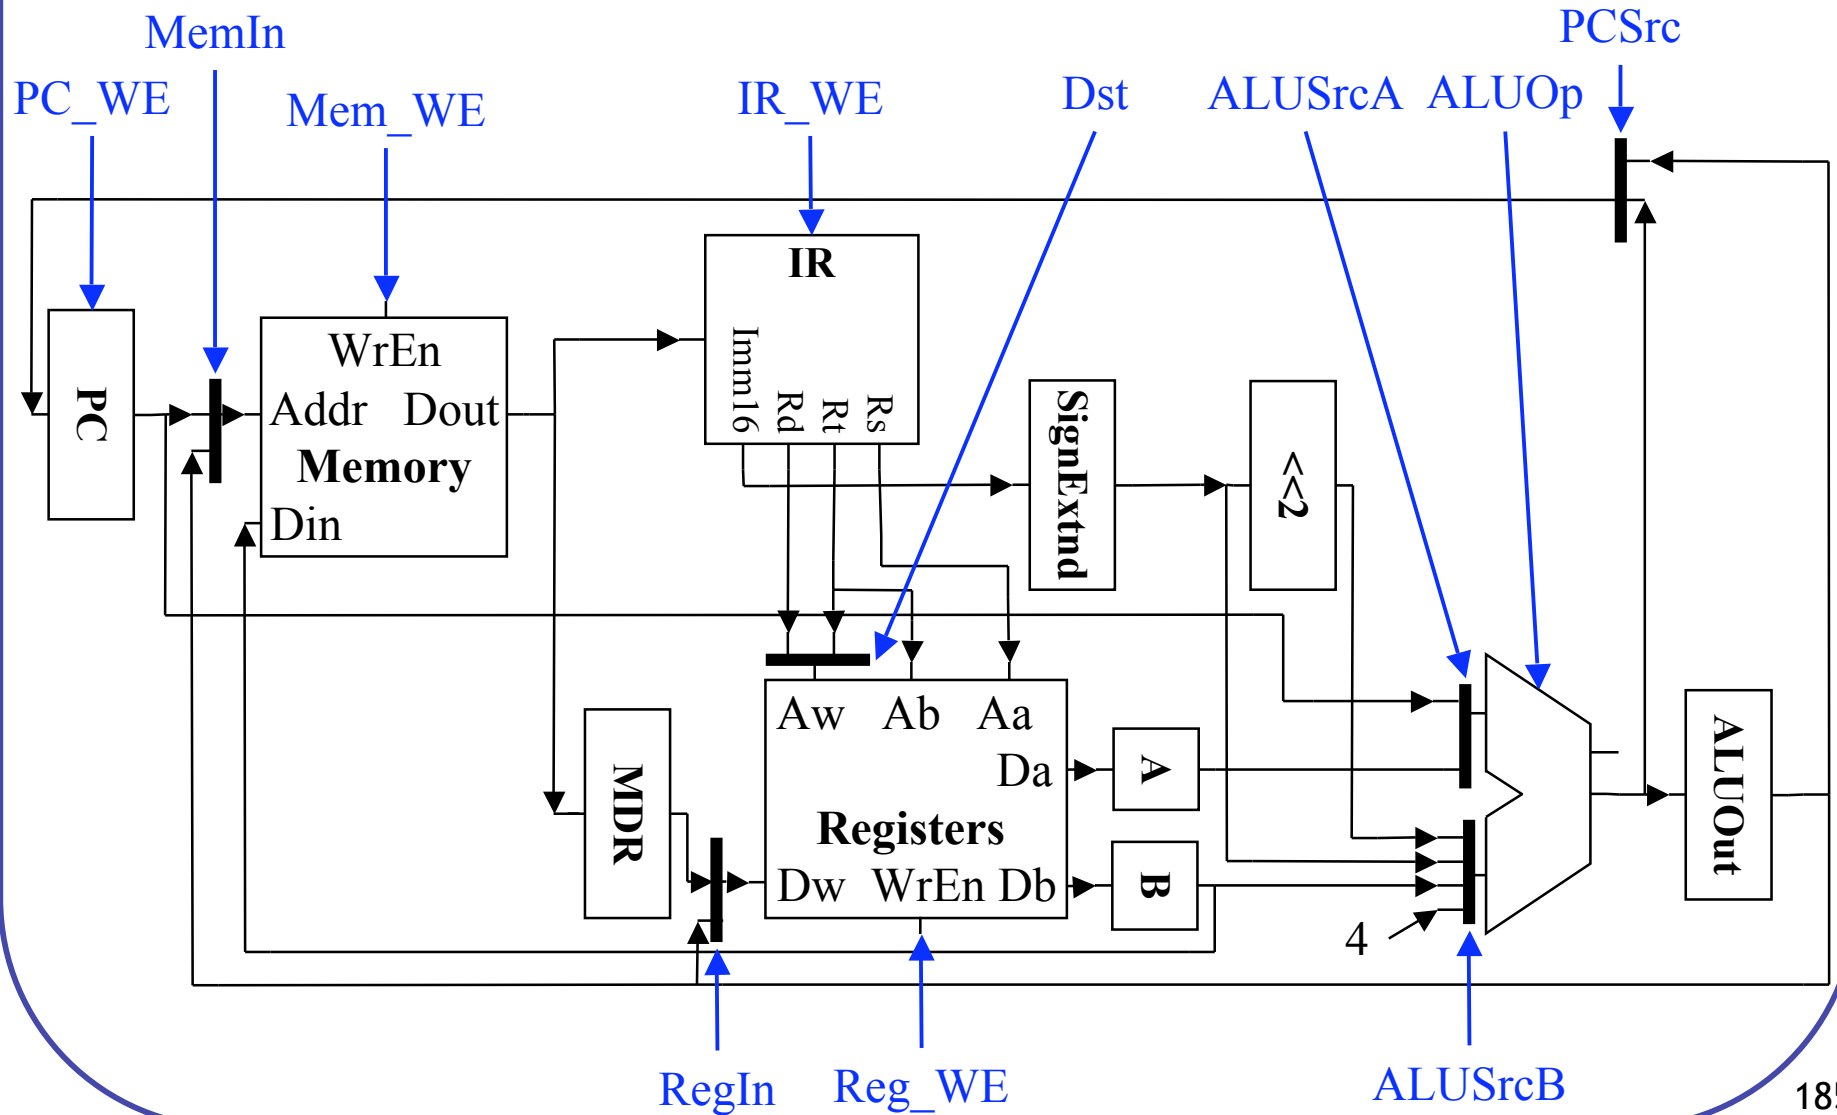 MemIn
PCSrc
PC_WE
Mem_WE
IR_WE
Dst
ALUSrcA
ALUOp
IR
Imm16
Rd
Rt
Rs
PC
WrEn
Addr Dout
Memory
Din
SignExtnd
<<2
Aw Ab Aa
Da
Registers
Dw WrEn Db
MDR
A
B
4
ALUOut
RegIn
Reg_WE
ALUSrcB